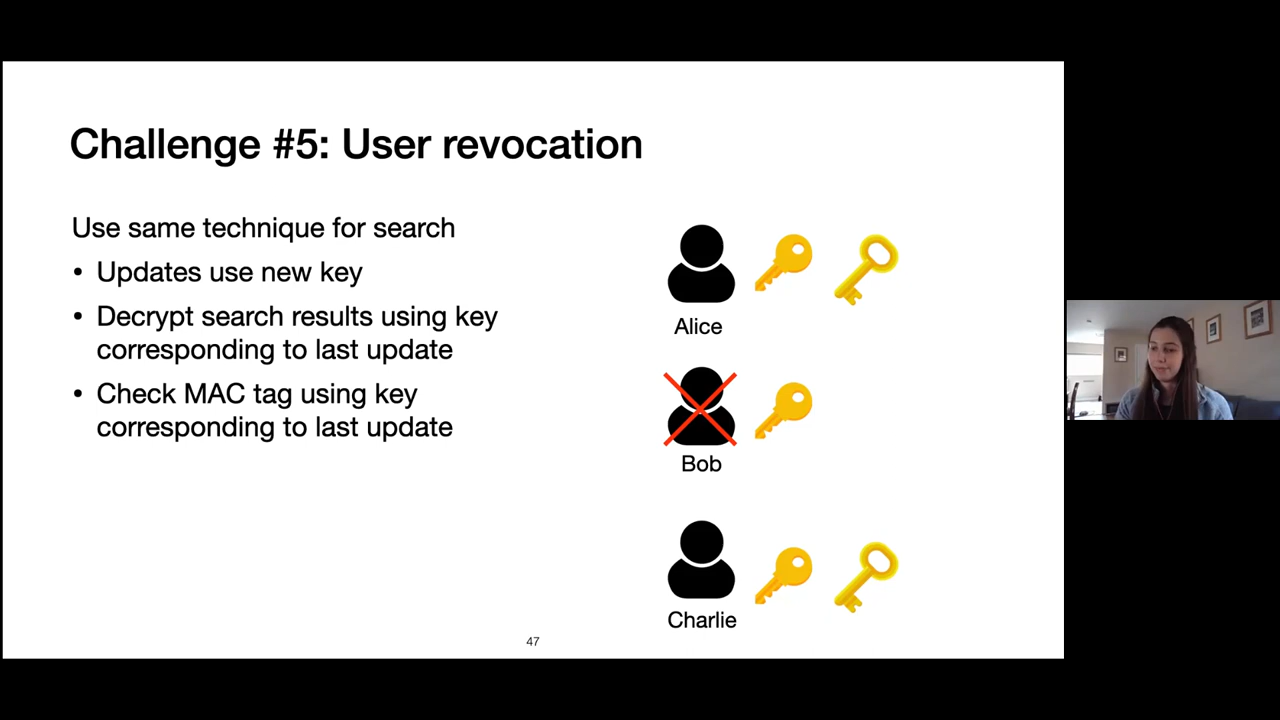 Challenge #5: User revocation
Use same technique for search
• Updates use new key
• Decrypt search results using key
corresponding to last update
• Check MAC tag using key
corresponding to last update
Alice
Bob
Charlie
47